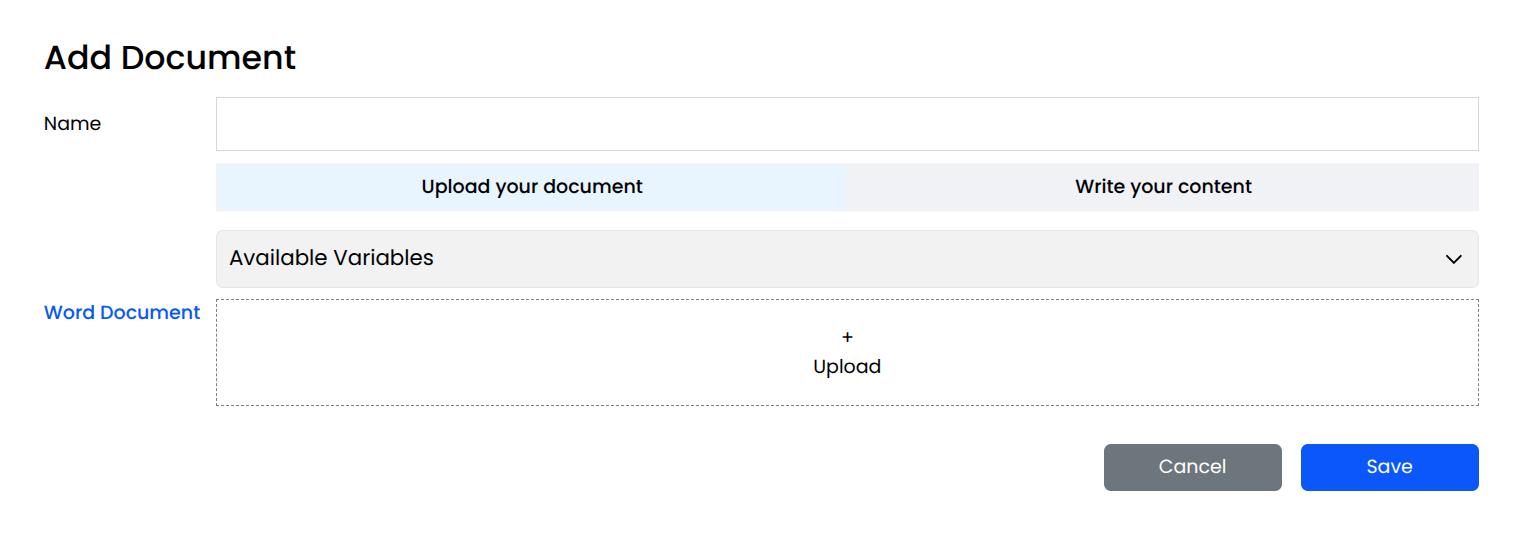 Add Document
Name
Upload your document
Write your content
Available Variables
Word Document
+
Upload
Cancel
Save